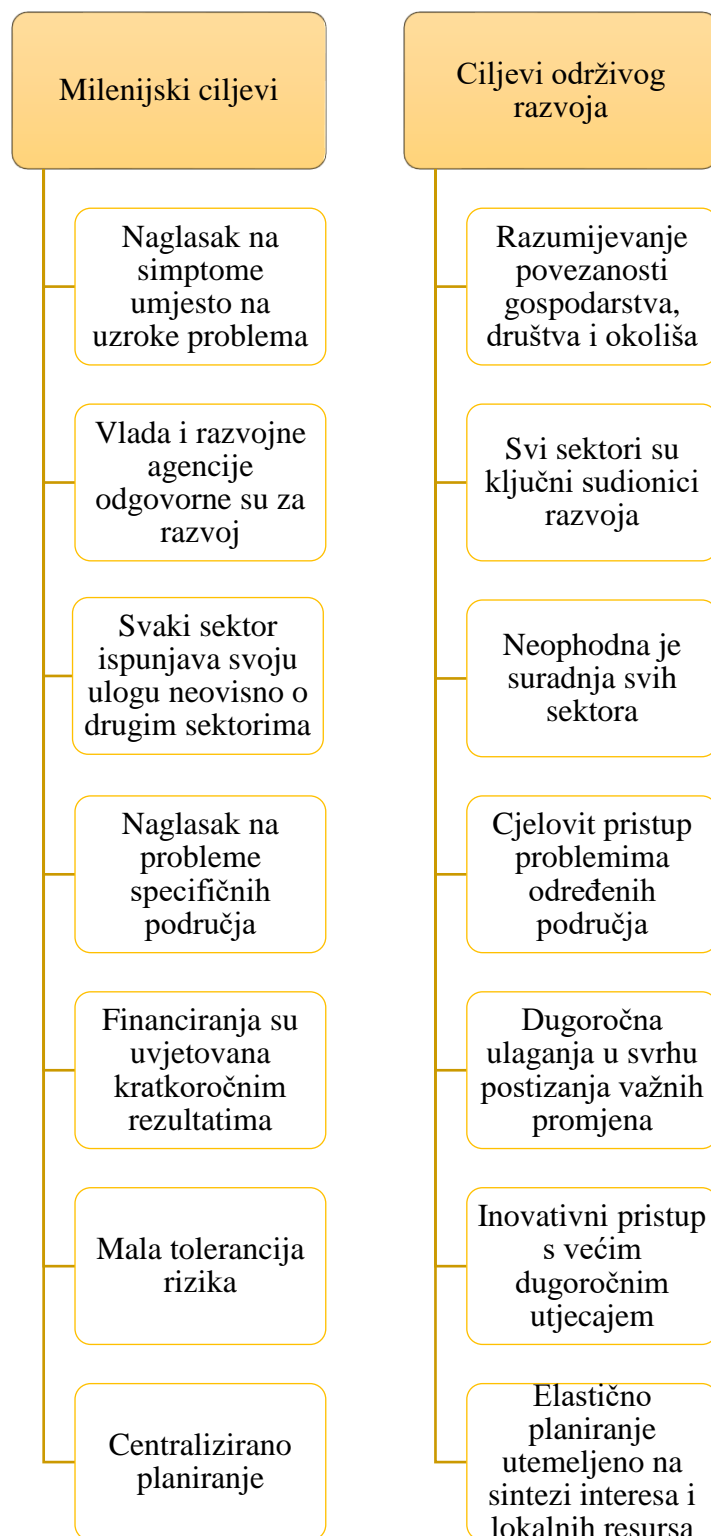 Milenijski ciljevi
Naglasak na
simptome
umjesto na
uzroke problema
Vlada i razvojne
agencije
odgovorne su za
razvoj
Svaki sektor
ispunjava svoju
ulogu neovisno o
drugim sektorima
Naglasak na
probleme
specifičnih
područja
Financiranja su
uvjetovana
kratkoročnim
rezultatima
Mala tolerancija
rizika
Centralizirano
planiranje
Ciljevi održivog
razvoja
Razumijevanje
povezanosti
gospodarstva,
društva i okoliša
Svi sektori su
ključni sudionici
razvoja
Neophodna je
suradnja svih
sektora
Cjelovit pristup
problemima
određenih
područja
Dugoročna
ulaganja u svrhu
postizanja važnih
promjena
Inovativni pristup
s većim
dugoročnim
utjecajem
Elastično
planiranje
utemeljeno na
sintezi interesa i
lokalnih resursa